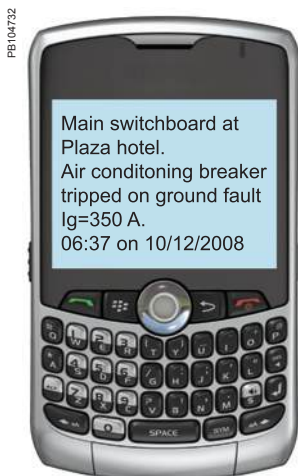 PB104732
Main switchboard at
Plaza hotel.
Air conditoning breaker
tripped on ground fault
Ig=350 A.
06:37 on 10/12/2008
SPACE
SYM